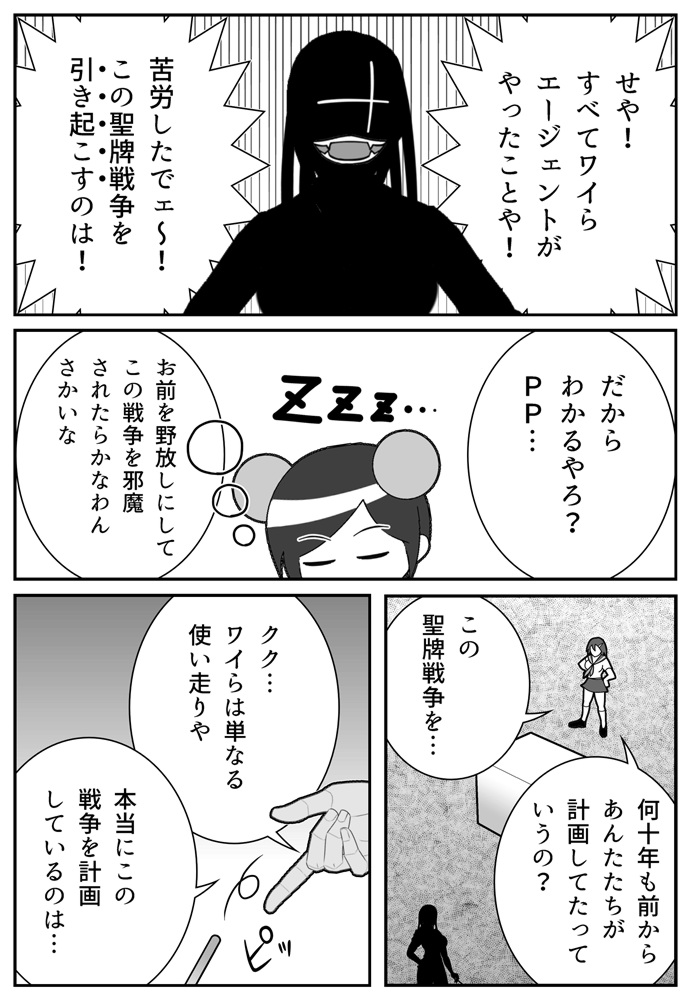 せや！
すべてワイら
エージェントが
やったことや！
苦労したでェ～！
この聖牌戦争を
引き起こすのは！
だから
わかるやろ？
ＰＰ…
Zzz…
お前を野放しにして
この戦争を邪魔
されたらかなわん
さかいな
この
聖牌戦争を…
何十年も前から
あんたたちが
計画してたって
いうの？
クク…
ワイらは単なる
使い走りや
本当にこの
戦争を計画
しているのは…
ピッ